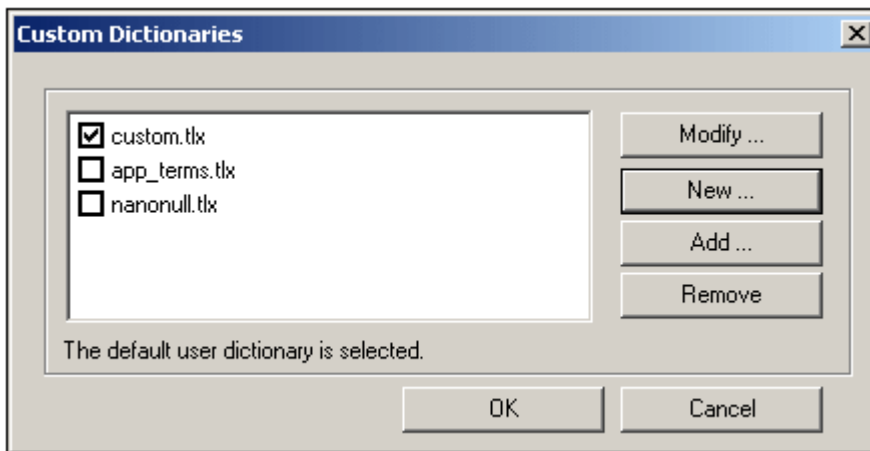 Custom Dictionaries
custom.tlx
app_terms.tlx
nanonull.tlx
Modify ...
New ...
Add ...
Remove
The default user dictionary is selected.
OK
Cancel